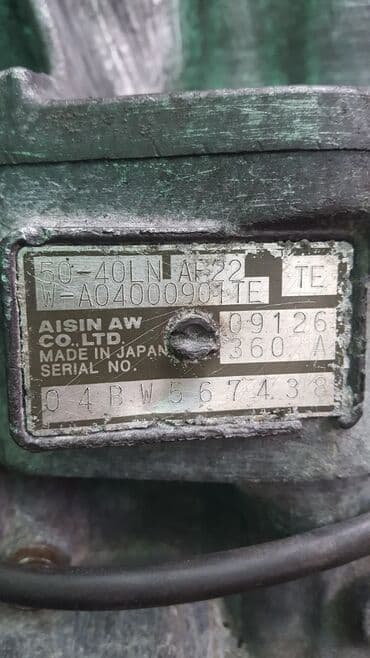 50-40LN AF22 TE
W-A04000901TE
AISIN AW
CO.,LTD. 09126
MADE IN JAPAN 360 A
SERIAL NO.
04BW567438